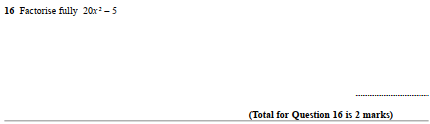 16 Factorise fully 20x² – 5
(Total for Question 16 is 2 marks)